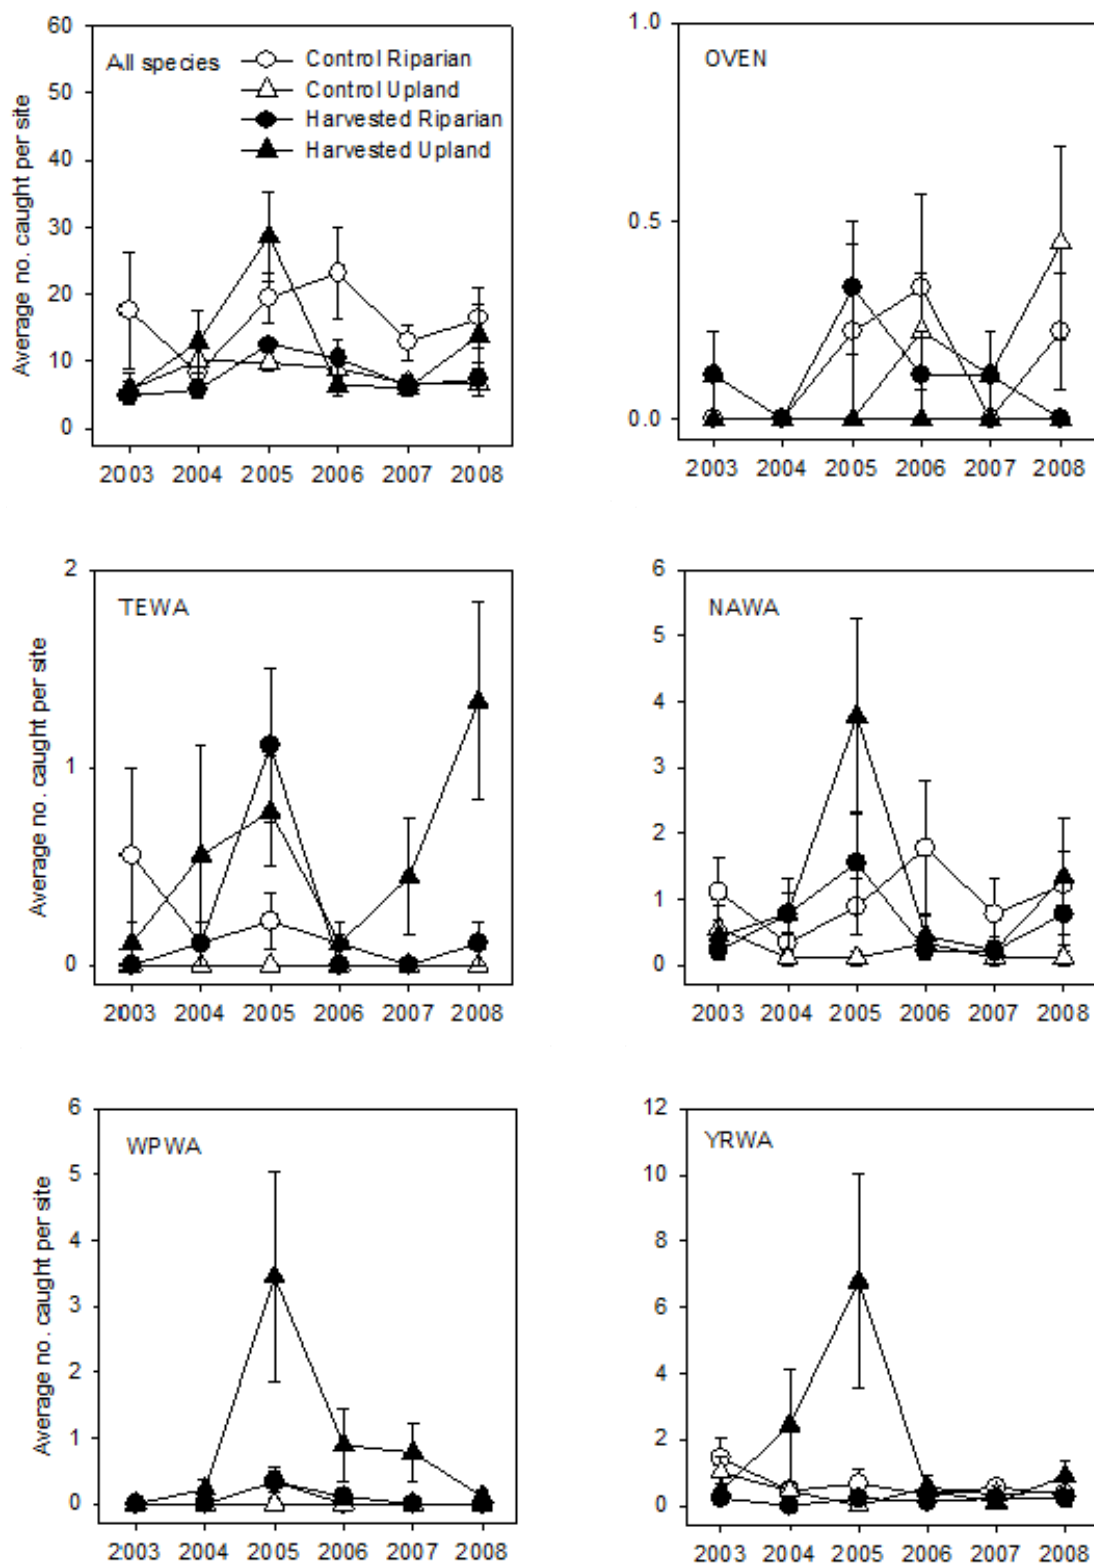 All species
Control Riparian
Control Upland
Harvested Riparian
Harvested Upland
Average no. caught per site
60
50
40
30
20
10
0
2003 2004 2005 2006 2007 2008
OVEN
1.0
0.5
0.0
2003 2004 2005 2006 2007 2008
TEWA
Average no. caught per site
2
1
0
2003 2004 2005 2006 2007 2008
NAWA
6
5
4
3
2
1
0
2003 2004 2005 2006 2007 2008
WPWA
Average no. caught per site
6
5
4
3
2
1
0
2003 2004 2005 2006 2007 2008
YRWA
12
10
8
6
4
2
0
2003 2004 2005 2006 2007 2008